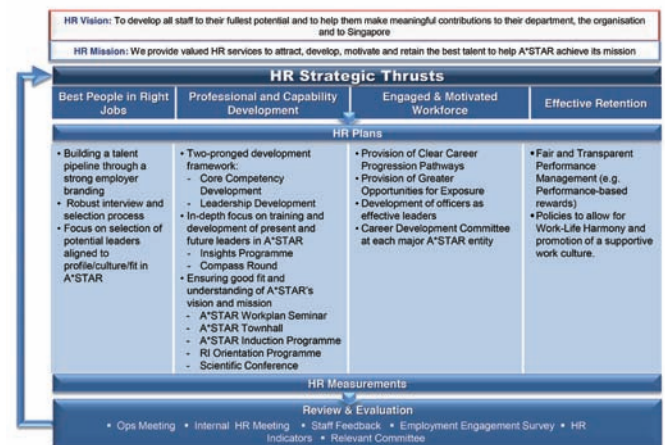 HR Vision: To develop all staff to their fullest potential and to help them make meaningful contributions to their department, the organisation
and to Singapore
HR Mission: We provide valued HR services to attract, develop, motivate and retain the best talent to help A*STAR achieve its mission
HR Strategic Thrusts
Best People in Right
Jobs
Professional and Capability
Development
Engaged & Motivated
Workforce
Effective Retention
HR Plans
• Building a talent
pipeline through a
strong employer
branding
• Robust interview and
selection process
• Focus on selection of
potential leaders
aligned to
profile/culture/fit in
A*STAR
• Two-pronged development
framework:
- Core Competency
Development
- Leadership Development
• In-depth focus on training and
development of present and
future leaders in A*STAR
- Insights Programme
- Compass Round
• Ensuring good fit and
understanding of A*STAR's
vision and mission
- A*STAR Workplan Seminar
- A*STAR Townhall
- A*STAR Induction Programme
- RI Orientation Programme
- Scientific Conference
• Provision of Clear Career
Progression Pathways
• Provision of Greater
Opportunities for Exposure
• Development of officers as
effective leaders
• Career Development Committee
at each major A*STAR entity
• Fair and Transparent
Performance
Management (e.g.
Performance-based
rewards)
• Policies to allow for
Work-Life Harmony and
promotion of a supportive
work culture.
HR Measurements
Review & Evaluation
• Ops Meeting • Internal HR Meeting • Staff Feedback • Employment Engagement Survey • HR
Indicators • Relevant Committee